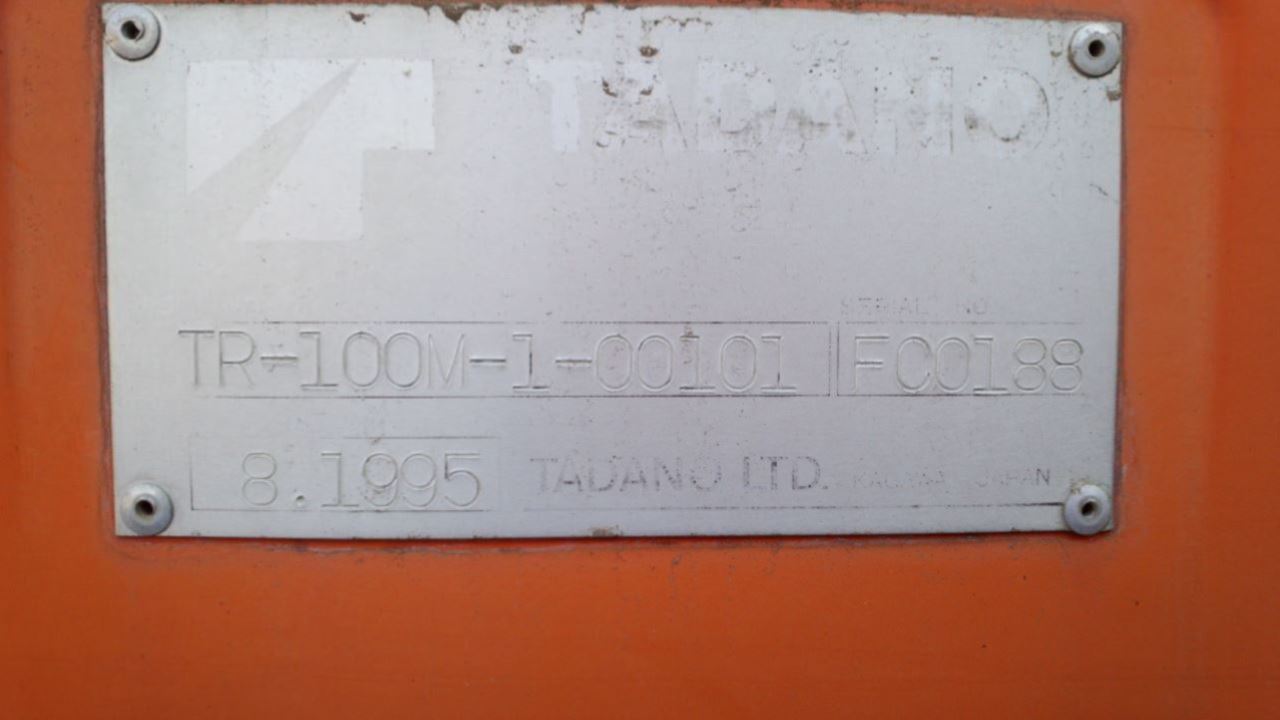 TADANO
SERIAL NO
TR-100M-1-00101 FC0188
8.1995 TADANO LTD. KAGAWA JAPAN